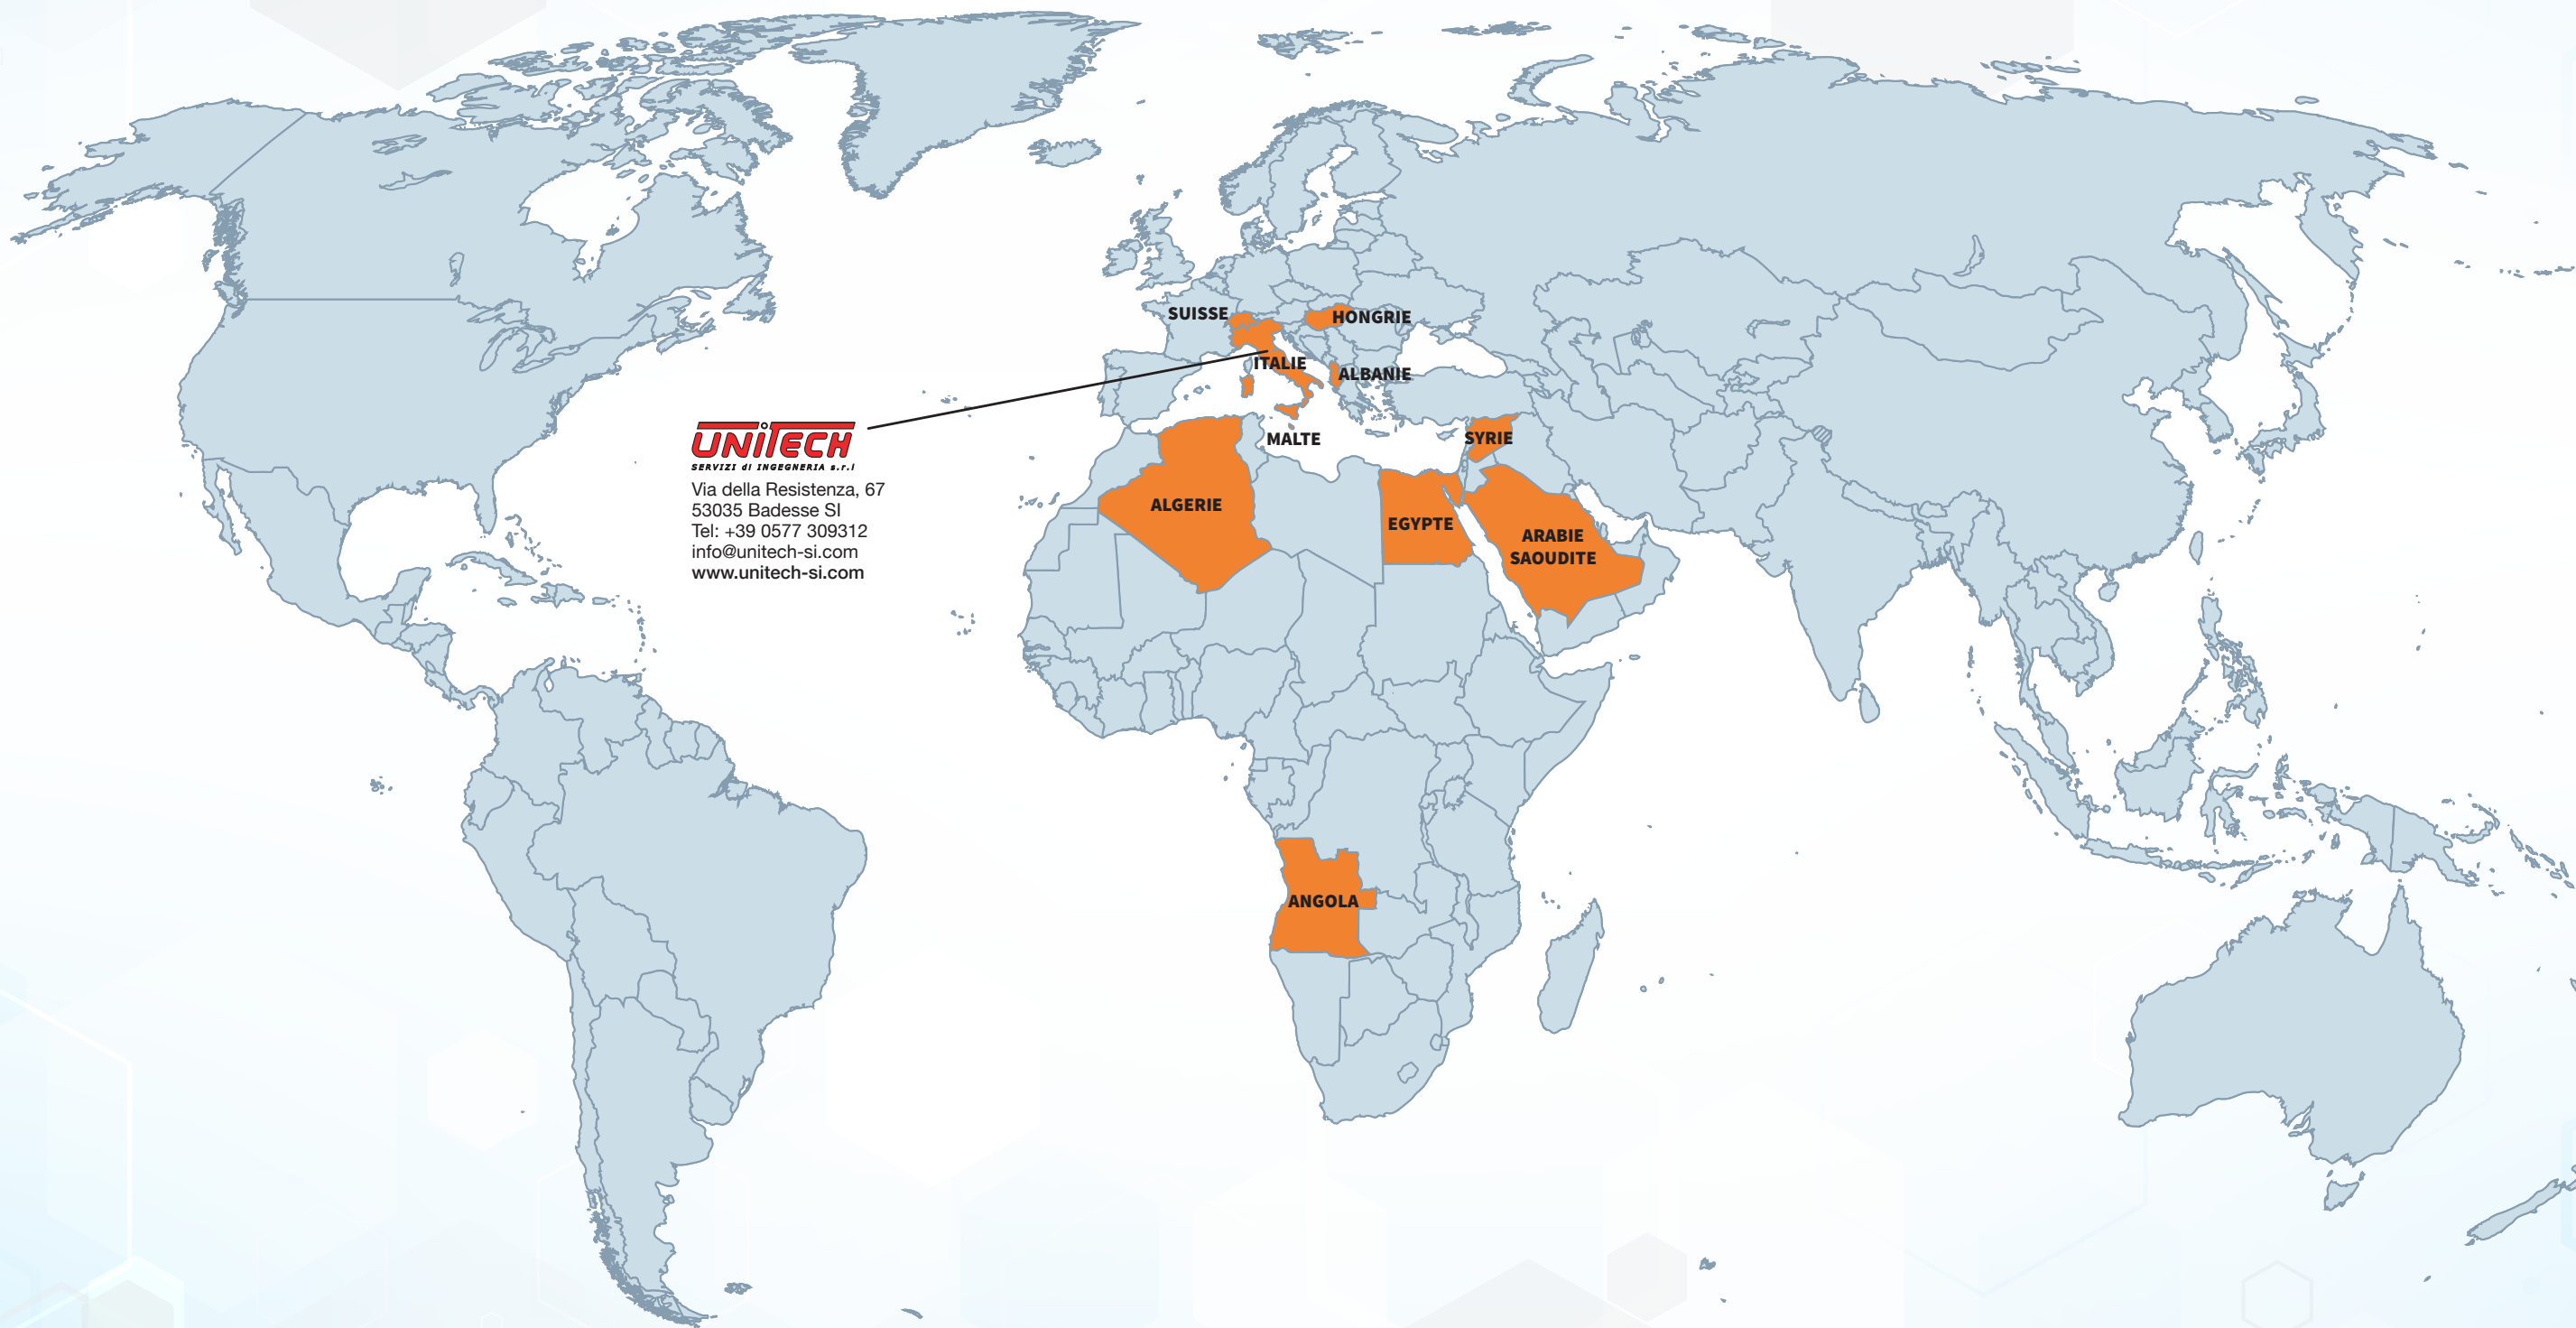 SUISSE
HONGRIE
ITALIE
ALBANIE
UNITECH
SERVIZI di INGEGNERIA s.r.l
Via della Resistenza, 67
53035 Badesse SI
Tel: +39 0577 309312
info@unitech-si.com
www.unitech-si.com
MALTE
SYRIE
ALGERIE
EGYPTE
ARABIE
SAOUDITE
ANGOLA